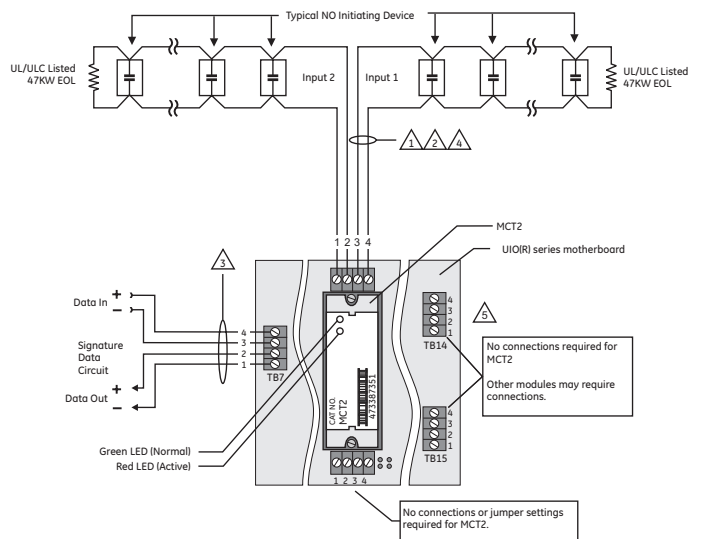 Typical NO Initiating Device
UL/ULC Listed
47KW EOL
Input 2
Input 1
UL/ULC Listed
47KW EOL
1 2 4
1 2 3 4
MCT2
UIO(R) series motherboard
3
Data In
+
−
Signature
Data
Circuit
Data Out
+
−
4
3
2
1
TB7
CAT NO.
MCT2
473387351
4
3
2
1
TB14
5
No connections required for
MCT2
Other modules may require
connections.
4
3
2
1
TB15
Green LED (Normal)
Red LED (Active)
1 2 3 4
No connections or jumper settings
required for MCT2.